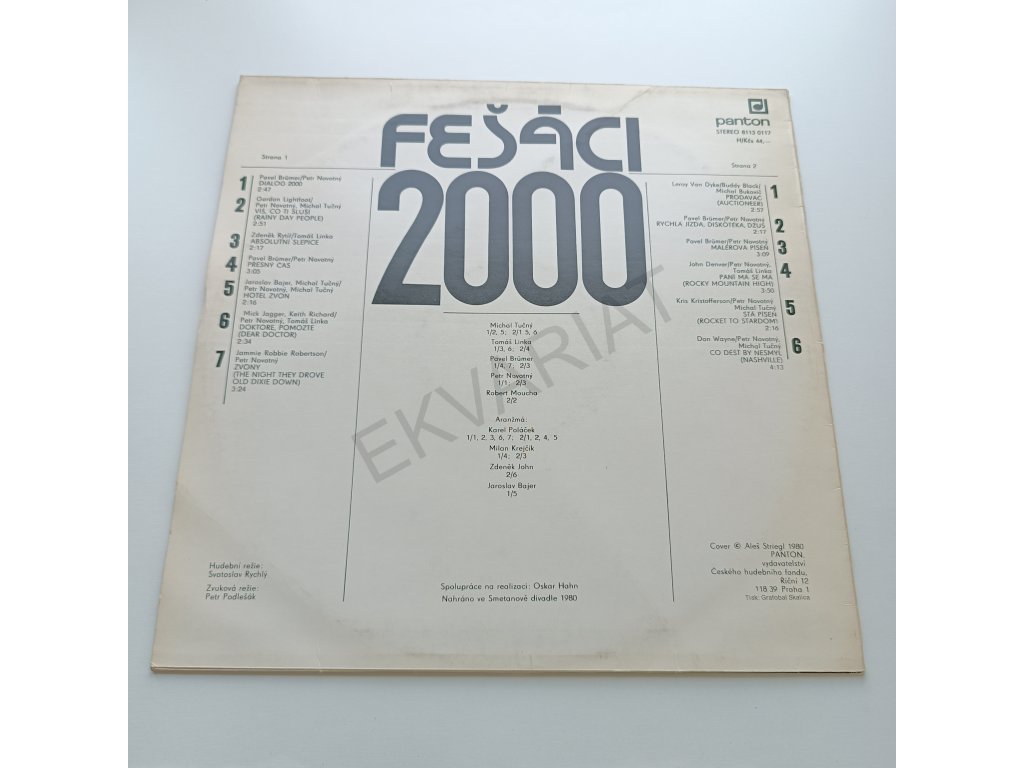 FEŠÁCI
2000
panton
STEREO 8113 0117
H/Kčs 44,—
Strana 1
1
Pavel Brümer/Petr Novotný
DIALOG 2000
2:47
2
Gordon Lightfoot/
Petr Novotný, Michal Tučný
VÍŠ, CO TI SLUŠÍ
(RAINY DAY PEOPLE)
2:51
3
Zdeněk Rytíř/Tomáš Linka
ABSOLUTNÍ SLEPICE
2:17
4
Pavel Brümer/Petr Novotný
PŘESNÝ ČAS
3:05
5
Jaroslav Bajer, Michal Tučný/
Petr Novotný, Michal Tučný
HOTEL ZVON
2:16
6
Mick Jagger, Keith Richard/
Petr Novotný, Tomáš Linka
DOKTORE, POMOZTE
(DEAR DOCTOR)
2:34
7
Jammie Robbie Robertson/
Petr Novotný
ZVONY
(THE NIGHT THEY DROVE
OLD DIXIE DOWN)
3:24
Michal Tučný
1/2, 5; 2/1 5, 6
Tomáš Linka
1/3, 6; 2/4
Pavel Brümer
1/4, 7; 2/3
Petr Novotný
1/1; 2/3
Robert Moucha
2/2
Aranžmá:
Karel Poláček
1/1, 2, 3, 6, 7; 2/1, 2, 4, 5
Milan Krejčík
1/4; 2/3
Zdeněk John
2/6
Jaroslav Bajer
1/5
Strana 2
Leroy Van Dyke/Buddy Black/
Michal Bukovič
PRODAVAČ
(AUCTIONEER)
2:57
1
Pavel Brümer/Petr Novotný
RYCHLÁ JÍZDA, DISKOTÉKA, DŽUS
2:17
2
Pavel Brümer/Petr Novotný
MALÉROVÁ PÍSEŇ
3:09
3
John Denver/Petr Novotný,
Tomáš Linka
PANÍ MÁ SE MÁ
(ROCKY MOUNTAIN HIGH)
3:50
4
Kris Kristofferson/Petr Novotný
Michal Tučný
STÁ PÍSEŇ
(ROCKET TO STARDOM)
2:16
5
Don Wayne/Petr Novotný,
Michal Tučný
CO DÉŠŤ BY NESMYL
(NASHVILLE)
4:13
6
EKVARIAT
Hudební režie:
Svatoslav Rychlý
Zvuková režie:
Petr Podlešák
Spolupráce na realizaci: Oskar Hahn
Nahráno ve Smetanově divadle 1980
Cover © Aleš Striegl 1980
PANTON,
vydavatelství
Českého hudebního fondu,
Říční 12
118 39 Praha 1
Tisk: Grafobal Skalica